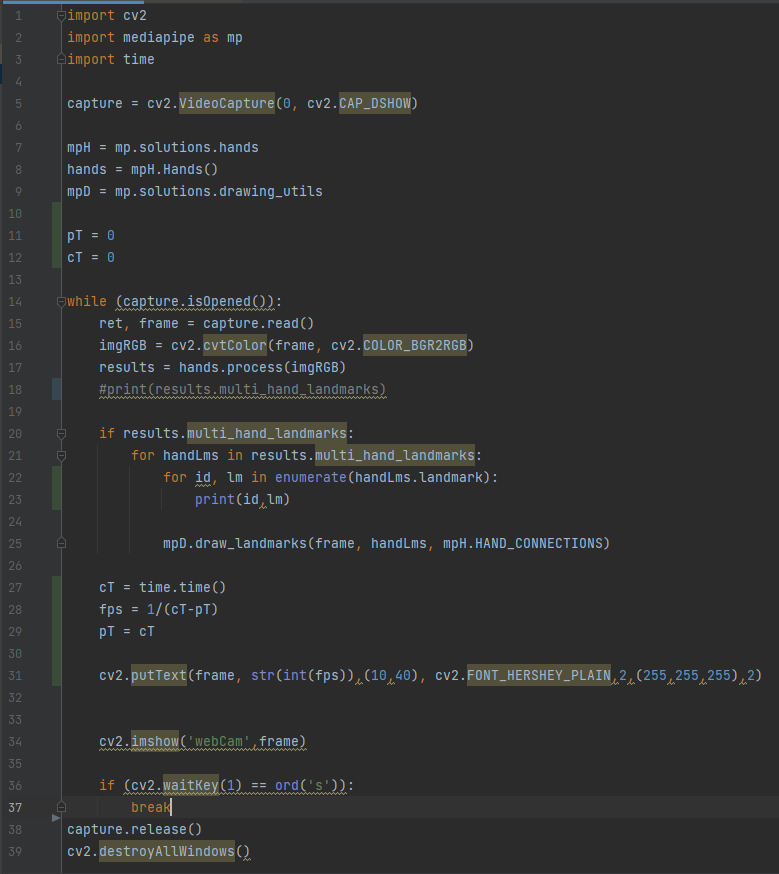 1 import cv2
2 import mediapipe as mp
3 import time
4
5 capture = cv2.VideoCapture(0, cv2.CAP_DSHOW)
6
7 mpH = mp.solutions.hands
8 hands = mpH.Hands()
9 mpD = mp.solutions.drawing_utils
10
11 pT = 0
12 cT = 0
13
14 while (capture.isOpened()):
15     ret, frame = capture.read()
16     imgRGB = cv2.cvtColor(frame, cv2.COLOR_BGR2RGB)
17     results = hands.process(imgRGB)
18     #print(results.multi_hand_landmarks)
19
20     if results.multi_hand_landmarks:
21         for handLms in results.multi_hand_landmarks:
22             for id, lm in enumerate(handLms.landmark):
23                 print(id,lm)
24
25             mpD.draw_landmarks(frame, handLms, mpH.HAND_CONNECTIONS)
26
27     cT = time.time()
28     fps = 1/(cT-pT)
29     pT = cT
30
31     cv2.putText(frame, str(int(fps)),(10,40), cv2.FONT_HERSHEY_PLAIN,2,(255,255,255),2)
32
33
34     cv2.imshow('webCam',frame)
35
36     if (cv2.waitKey(1) == ord('s')):
37         break
38 capture.release()
39 cv2.destroyAllWindows()